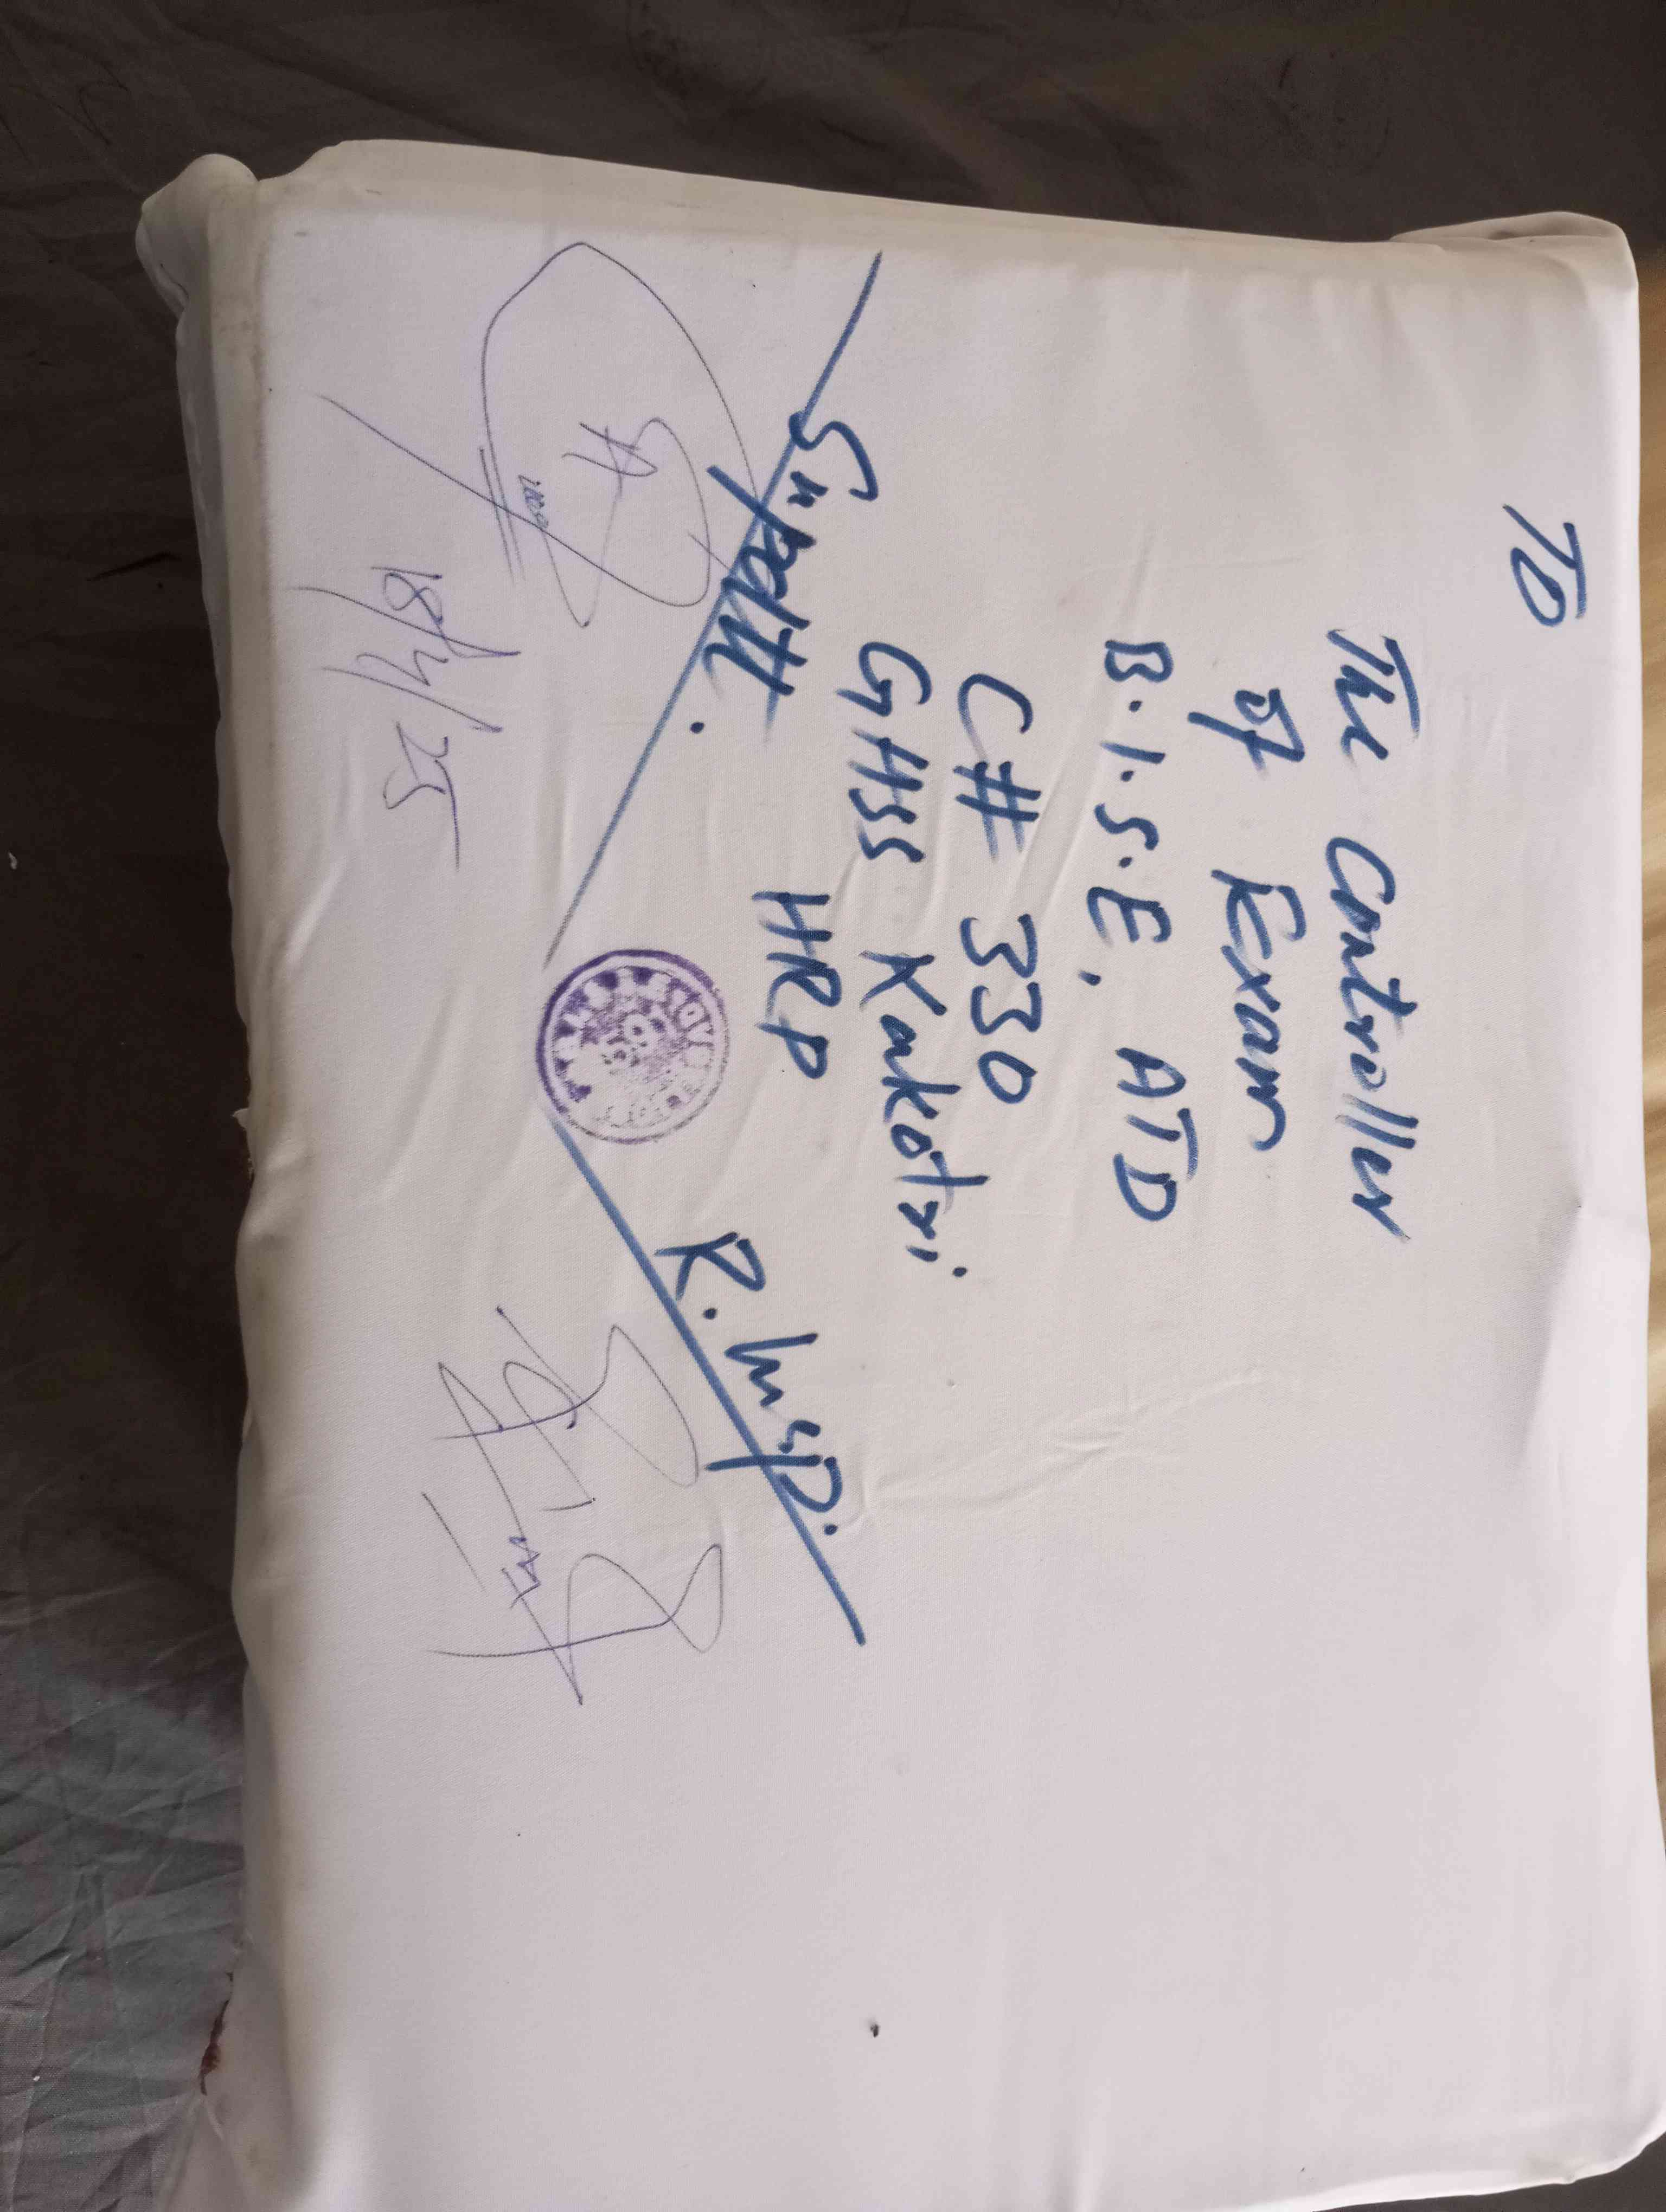 TO
The Controller
of Exam
B.I.S.E, ATD
C# 330
GHSS Kakotri
HRP
Supdtt.
R. Insp.
18/4/25